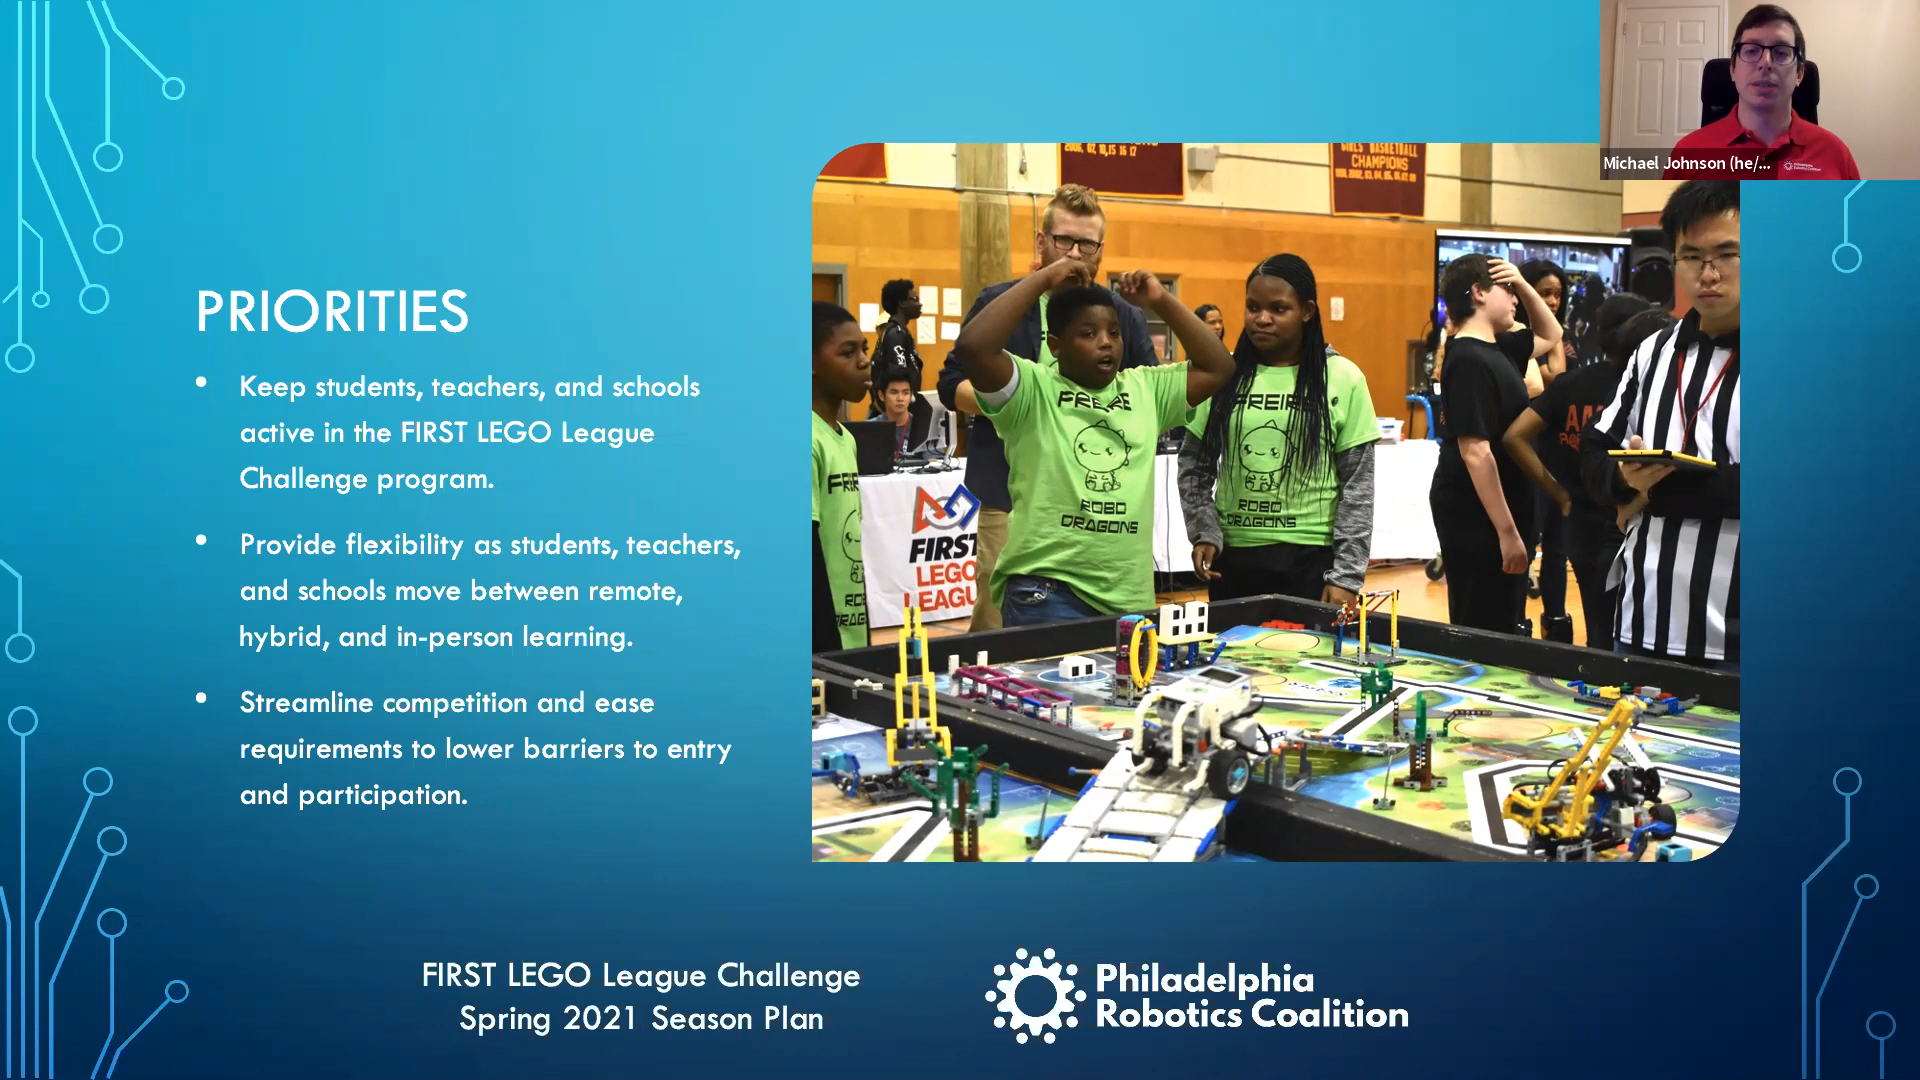 Michael Johnson (he/...
PRIORITIES
• Keep students, teachers, and schools
active in the FIRST LEGO League
Challenge program.
• Provide flexibility as students, teachers,
and schools move between remote,
hybrid, and in-person learning.
• Streamline competition and ease
requirements to lower barriers to entry
and participation.
GIRLS BASKETBALL
CHAMPIONS
FREIRE
ROBO
DRAGONS
FREIR
ROBO
DRAGONS
FIRST
LEGO
LEAGU
FIRST LEGO League Challenge
Spring 2021 Season Plan
Philadelphia
Robotics Coalition